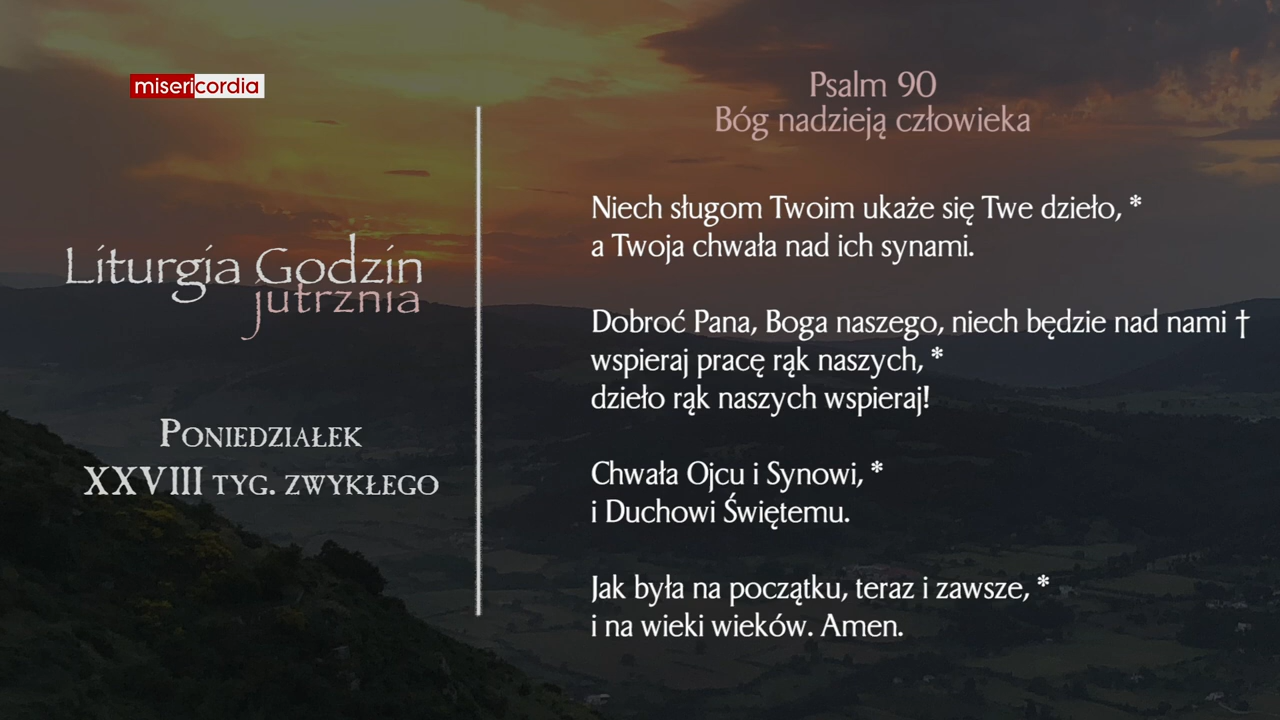 misericordia
Liturgia Godzin
jutrznia
Poniedziałek
XXVIII tyg. zwykłego
Psalm 90
Bóg nadzieją człowieka
Niech sługom Twoim ukaże się Twe dzieło, *
a Twoja chwała nad ich synami.
Dobroć Pana, Boga naszego, niech będzie nad nami †
wspieraj pracę rąk naszych, *
dzieło rąk naszych wspieraj!
Chwała Ojcu i Synowi, *
i Duchowi Świętemu.
Jak była na początku, teraz i zawsze, *
i na wieki wieków. Amen.